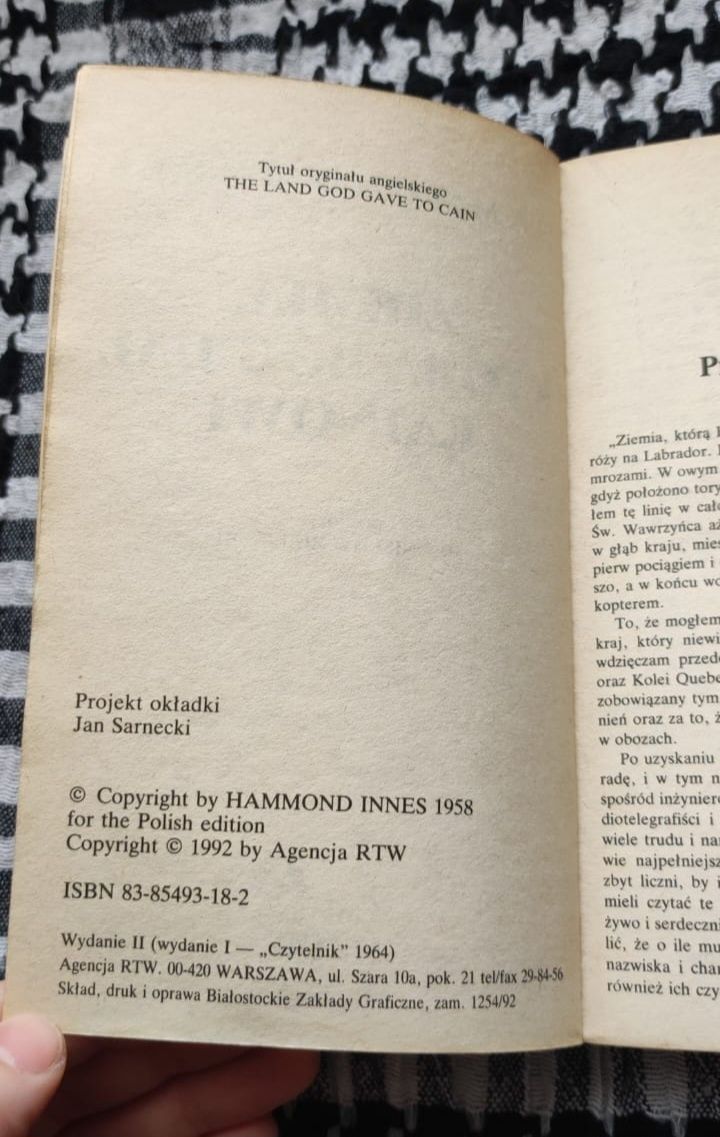 Tytuł oryginału angielskiego
THE LAND GOD GAVE TO CAIN
Projekt okładki
Jan Sarnecki
© Copyright by HAMMOND INNES 1958
for the Polish edition
Copyright © 1992 by Agencja RTW
ISBN 83-85493-18-2
Wydanie II (wydanie I — „Czytelnik” 1964)
Agencja RTW. 00-420 WARSZAWA, ul. Szara 10a, pok. 21 tel/fax 29-84-56
Skład, druk i oprawa Białostockie Zakłady Graficzne, zam. 1254/92
„Ziemia, którą
róży na Labrador.
mrozami. W owym
gdyż położono tory
łem tę linię w cał
Św. Wawrzyńca aż
w głąb kraju, mie
pierw pociągiem i
szo, a w końcu wo
kopterem.
To, że mogłem
kraj, który niewi
wdzięczam przed
oraz Kolei Quebe
zobowiązany tym
nień oraz za to, ż
w obozach.
Po uzyskaniu
radę, i w tym n
spośród inżynieró
diotelegrafiści i
wiele trudu i na
wie najpełniejsz
zbyt liczni, by i
mieli czytać te
żywo i serdeczni
lić, że o ile mu
nazwiska i char
również ich czy